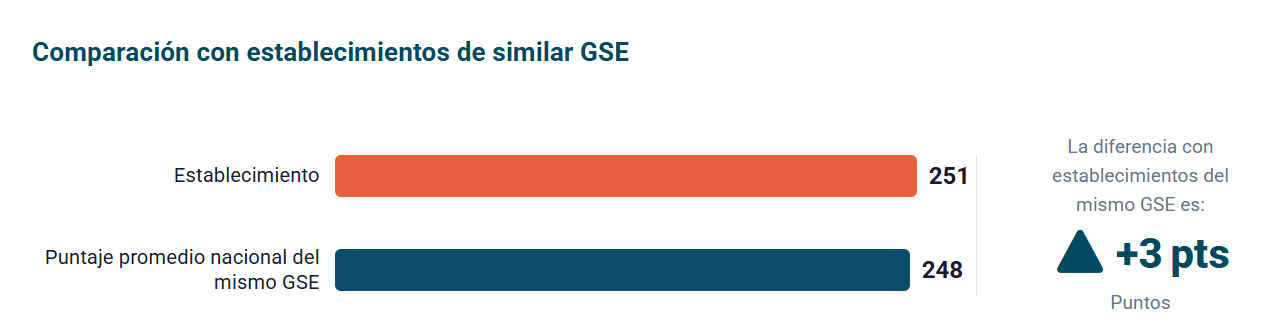 Comparación con establecimientos de similar GSE
Establecimiento
251
Puntaje promedio nacional del
mismo GSE
248
La diferencia con
establecimientos del
mismo GSE es:
+3 pts
Puntos